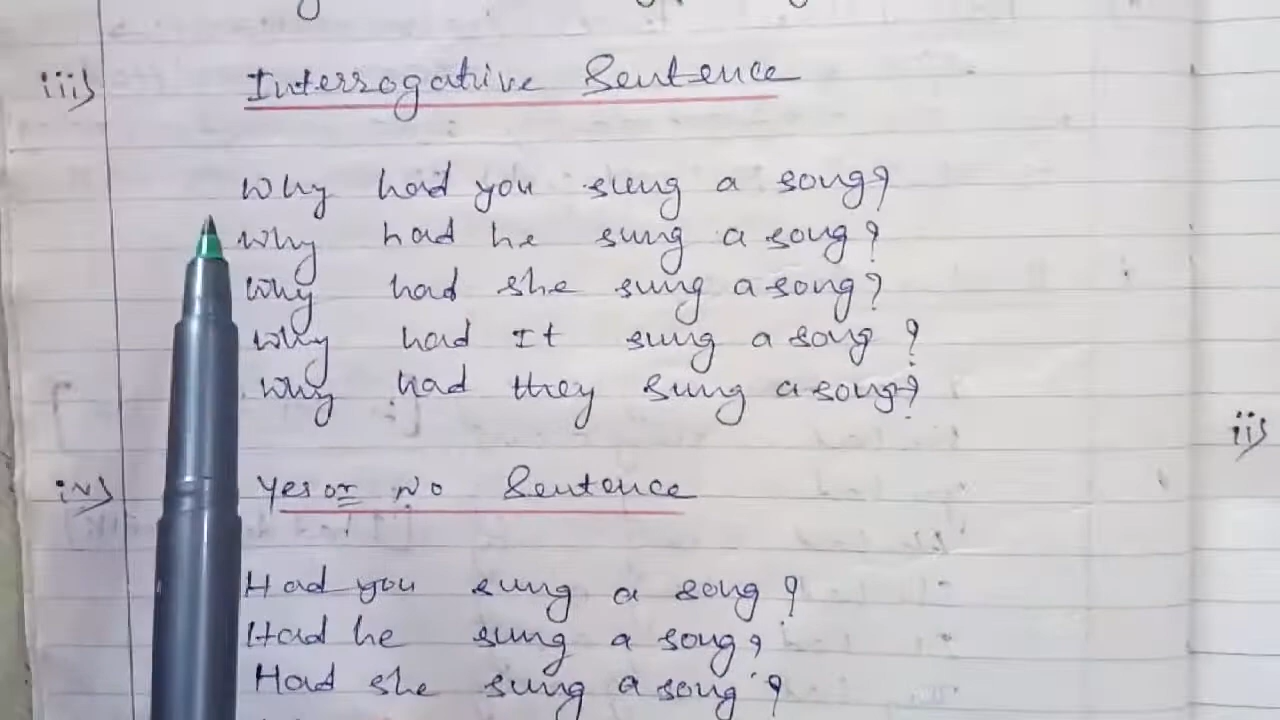 iii) Interrogative Sentence
Why had you sung a song?
Why had he sung a song?
Why had she sung a song?
Why had It sung a song?
Why had they sung a song?
ii)
iv) Yes or No Sentence
Had you sung a song?
Had he sung a song?
Had she sung a song?